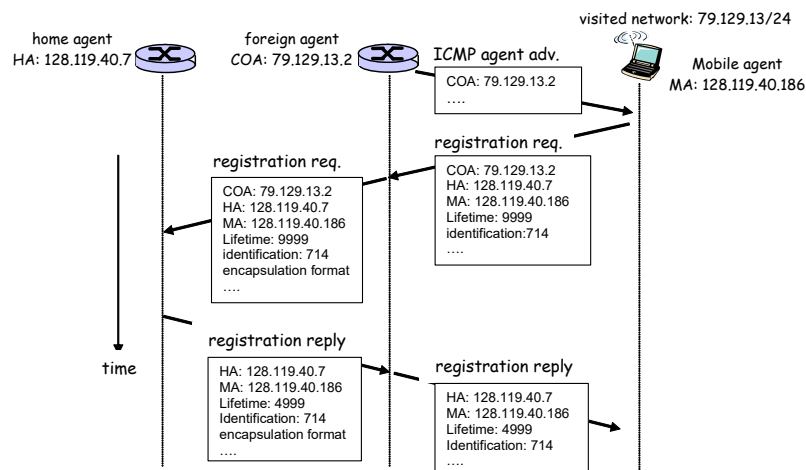 visited network: 79.129.13/24
home agent
HA: 128.119.40.7
foreign agent
COA: 79.129.13.2
ICMP agent adv.
COA: 79.129.13.2
….
Mobile agent
MA: 128.119.40.186
registration req.
COA: 79.129.13.2
HA: 128.119.40.7
MA: 128.119.40.186
Lifetime: 9999
identification:714
….
registration req.
COA: 79.129.13.2
HA: 128.119.40.7
MA: 128.119.40.186
Lifetime: 9999
identification: 714
encapsulation format
….
time
registration reply
HA: 128.119.40.7
MA: 128.119.40.186
Lifetime: 4999
Identification: 714
encapsulation format
….
registration reply
HA: 128.119.40.7
MA: 128.119.40.186
Lifetime: 4999
Identification: 714
….